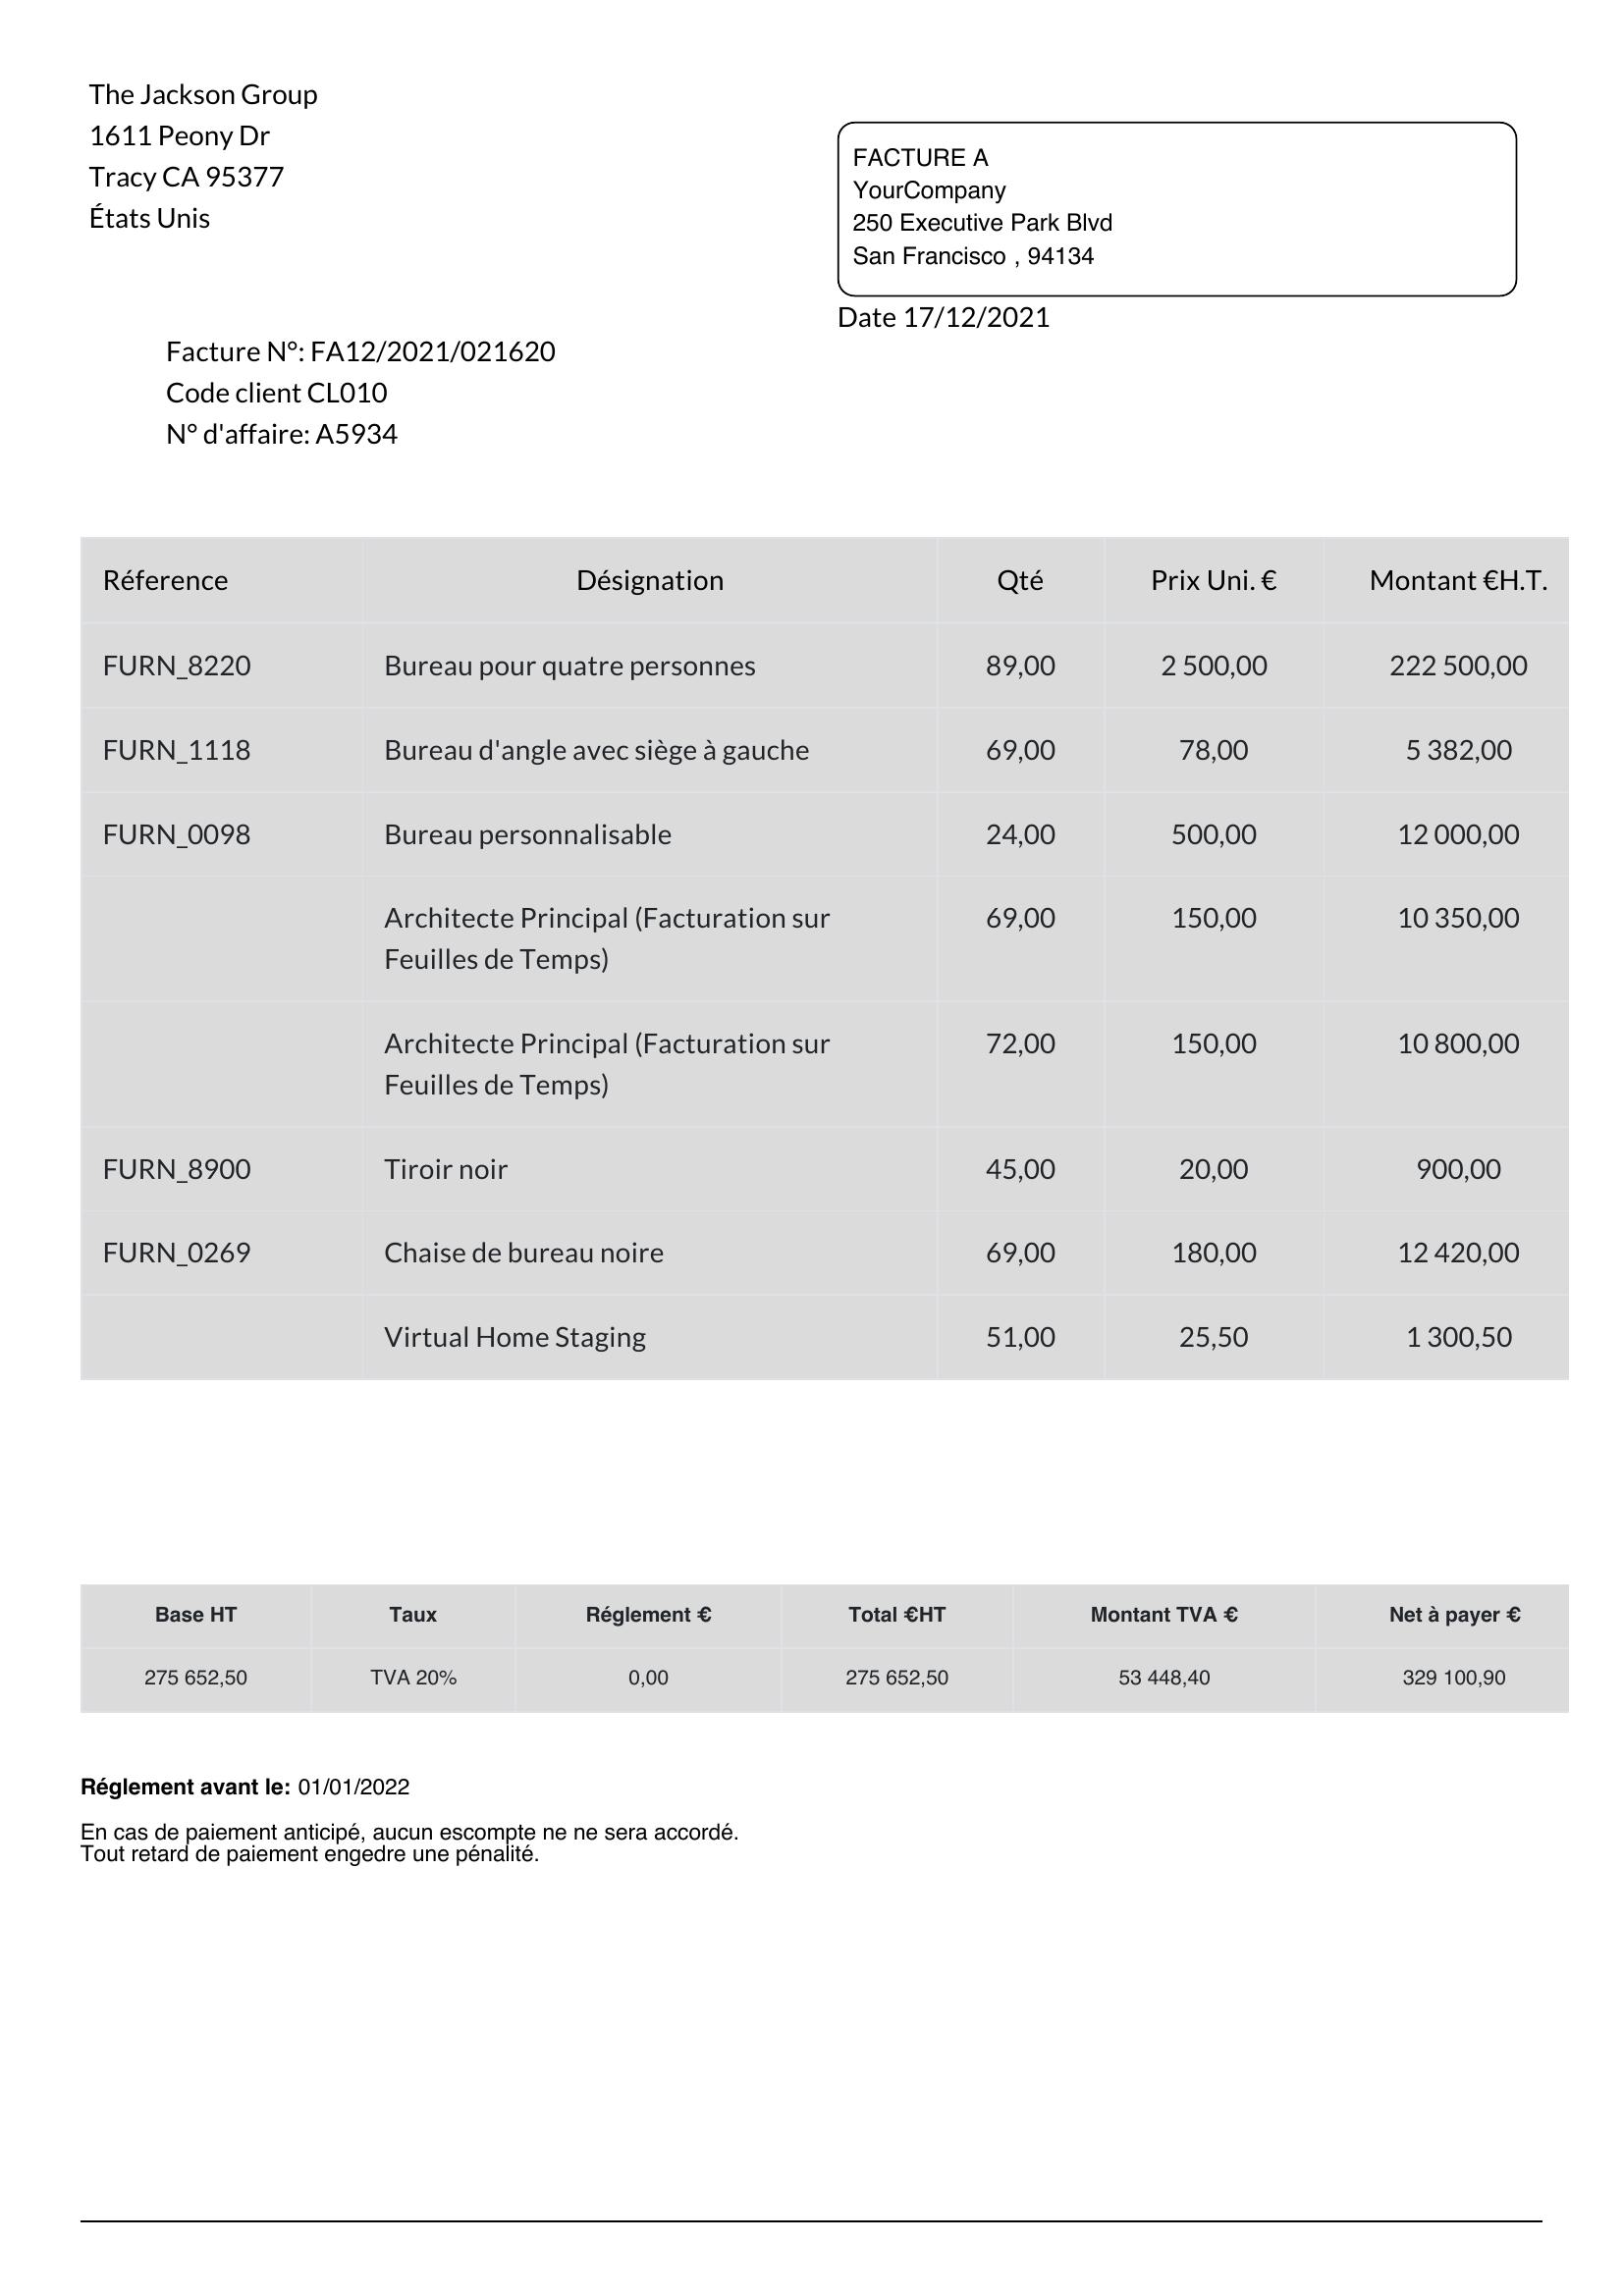 The Jackson Group
1611 Peony Dr
Tracy CA 95377
États Unis
FACTURE A
YourCompany
250 Executive Park Blvd
San Francisco , 94134
Date 17/12/2021
Facture N°: FA12/2021/021620
Code client CL010
N° d'affaire: A5934
Réference Désignation Qté Prix Uni. € Montant €H.T.
FURN_8220 Bureau pour quatre personnes 89,00 2 500,00 222 500,00
FURN_1118 Bureau d'angle avec siège à gauche 69,00 78,00 5 382,00
FURN_0098 Bureau personnalisable 24,00 500,00 12 000,00
Architecte Principal (Facturation sur 69,00 150,00 10 350,00
Feuilles de Temps)
Architecte Principal (Facturation sur 72,00 150,00 10 800,00
Feuilles de Temps)
FURN_8900 Tiroir noir 45,00 20,00 900,00
FURN_0269 Chaise de bureau noire 69,00 180,00 12 420,00
Virtual Home Staging 51,00 25,50 1 300,50
Base HT Taux Réglement € Total €HT Montant TVA € Net à payer €
275 652,50 TVA 20% 0,00 275 652,50 53 448,40 329 100,90
Réglement avant le: 01/01/2022
En cas de paiement anticipé, aucun escompte ne ne sera accordé.
Tout retard de paiement engedre une pénalité.